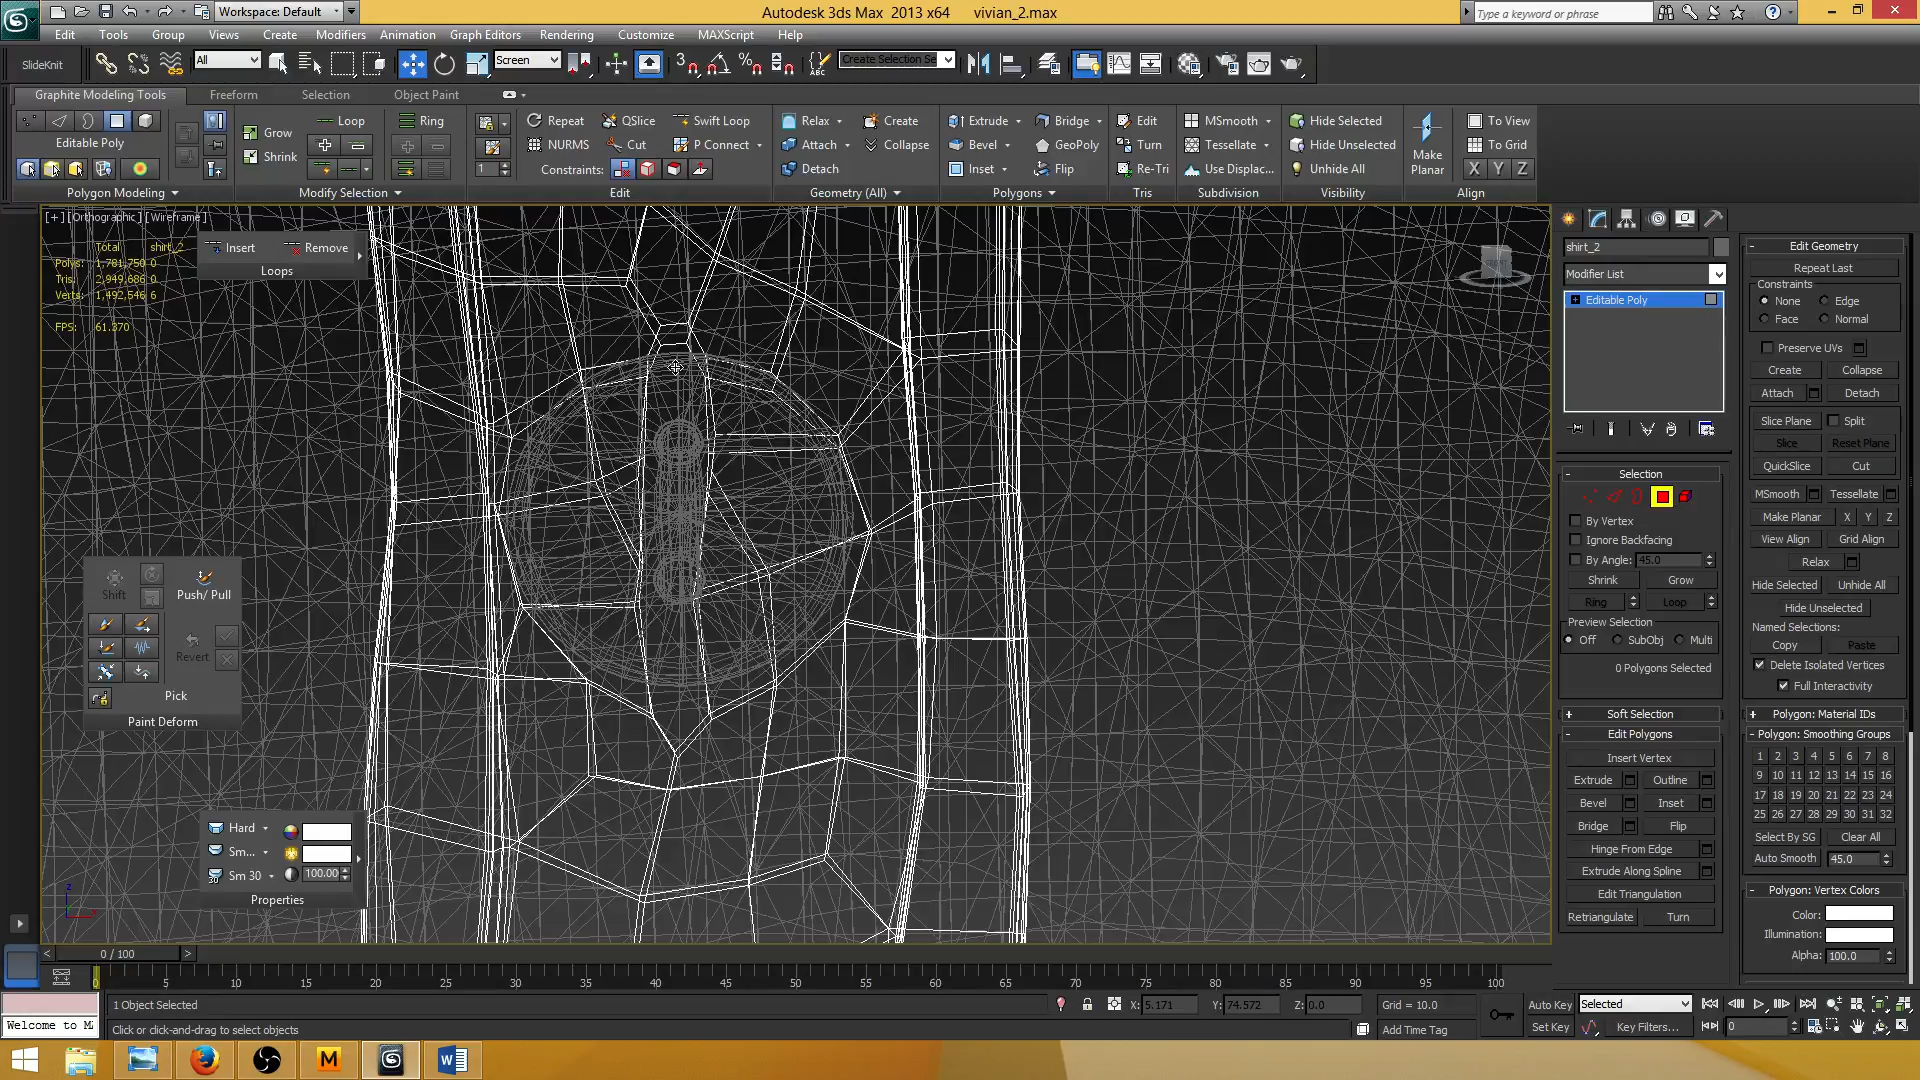 Workspace: Default
Autodesk 3ds Max 2013 x64 vivian_2.max
Type a keyword or phrase
Edit Tools Group Views Create Modifiers Animation Graph Editors Rendering Customize MAXScript Help
SlideKnit All Screen Create Selection Se
Graphite Modeling Tools Freeform Selection Object Paint
Loop Ring Repeat QSlice Swift Loop Relax Create Extrude Bridge Edit MSmooth Hide Selected To View
Editable Poly Grow NURMS Cut P Connect Attach Collapse Bevel GeoPoly Turn Tessellate Hide Unselected Make Planar To Grid
Shrink 1 Constraints: Detach Inset Flip Re-Tri Use Displac... Unhide All X Y Z
Polygon Modeling Modify Selection Edit Geometry (All) Polygons Tris Subdivision Visibility Align
[+] [Orthographic] [Wireframe]
Total shirt_2
Polys: 1,781,750 0
Tris: 2,949,686 0
Verts: 1,492,546 6
FPS: 61.370
Insert Remove
Loops
Shift Push/ Pull
Revert
Pick
Paint Deform
Hard
Sm...
Sm 30 100.00
Properties
shirt_2
Modifier List
Editable Poly
Selection
By Vertex
Ignore Backfacing
By Angle: 45.0
Shrink Grow
Ring Loop
Preview Selection
Off SubObj Multi
0 Polygons Selected
Soft Selection
Edit Polygons
Insert Vertex
Extrude Outline
Bevel Inset
Bridge Flip
Hinge From Edge
Extrude Along Spline
Edit Triangulation
Retriangulate Turn
Edit Geometry
Repeat Last
Constraints
None Edge
Face Normal
Preserve UVs
Create Collapse
Attach Detach
Slice Plane Split
Slice Reset Plane
QuickSlice Cut
MSmooth Tessellate
Make Planar X Y Z
View Align Grid Align
Relax
Hide Selected Unhide All
Hide Unselected
Named Selections:
Copy Paste
Delete Isolated Vertices
Full Interactivity
Polygon: Material IDs
Polygon: Smoothing Groups
1 2 3 4 5 6 7 8
9 10 11 12 13 14 15 16
17 18 19 20 21 22 23 24
25 26 27 28 29 30 31 32
Select By SG Clear All
Auto Smooth 45.0
Polygon: Vertex Colors
Color:
Illumination:
Alpha: 100.0
z
< 0 / 100 >
0 5 10 15 20 25 30 35 40 45 50 55 60 65 70 75 80 85 90 95 100
1 Object Selected X: 5.171 Y: 74.572 Z: 0.0 Grid = 10.0 Auto Key Selected
Welcome to M Click or click-and-drag to select objects Add Time Tag Set Key Key Filters... 0